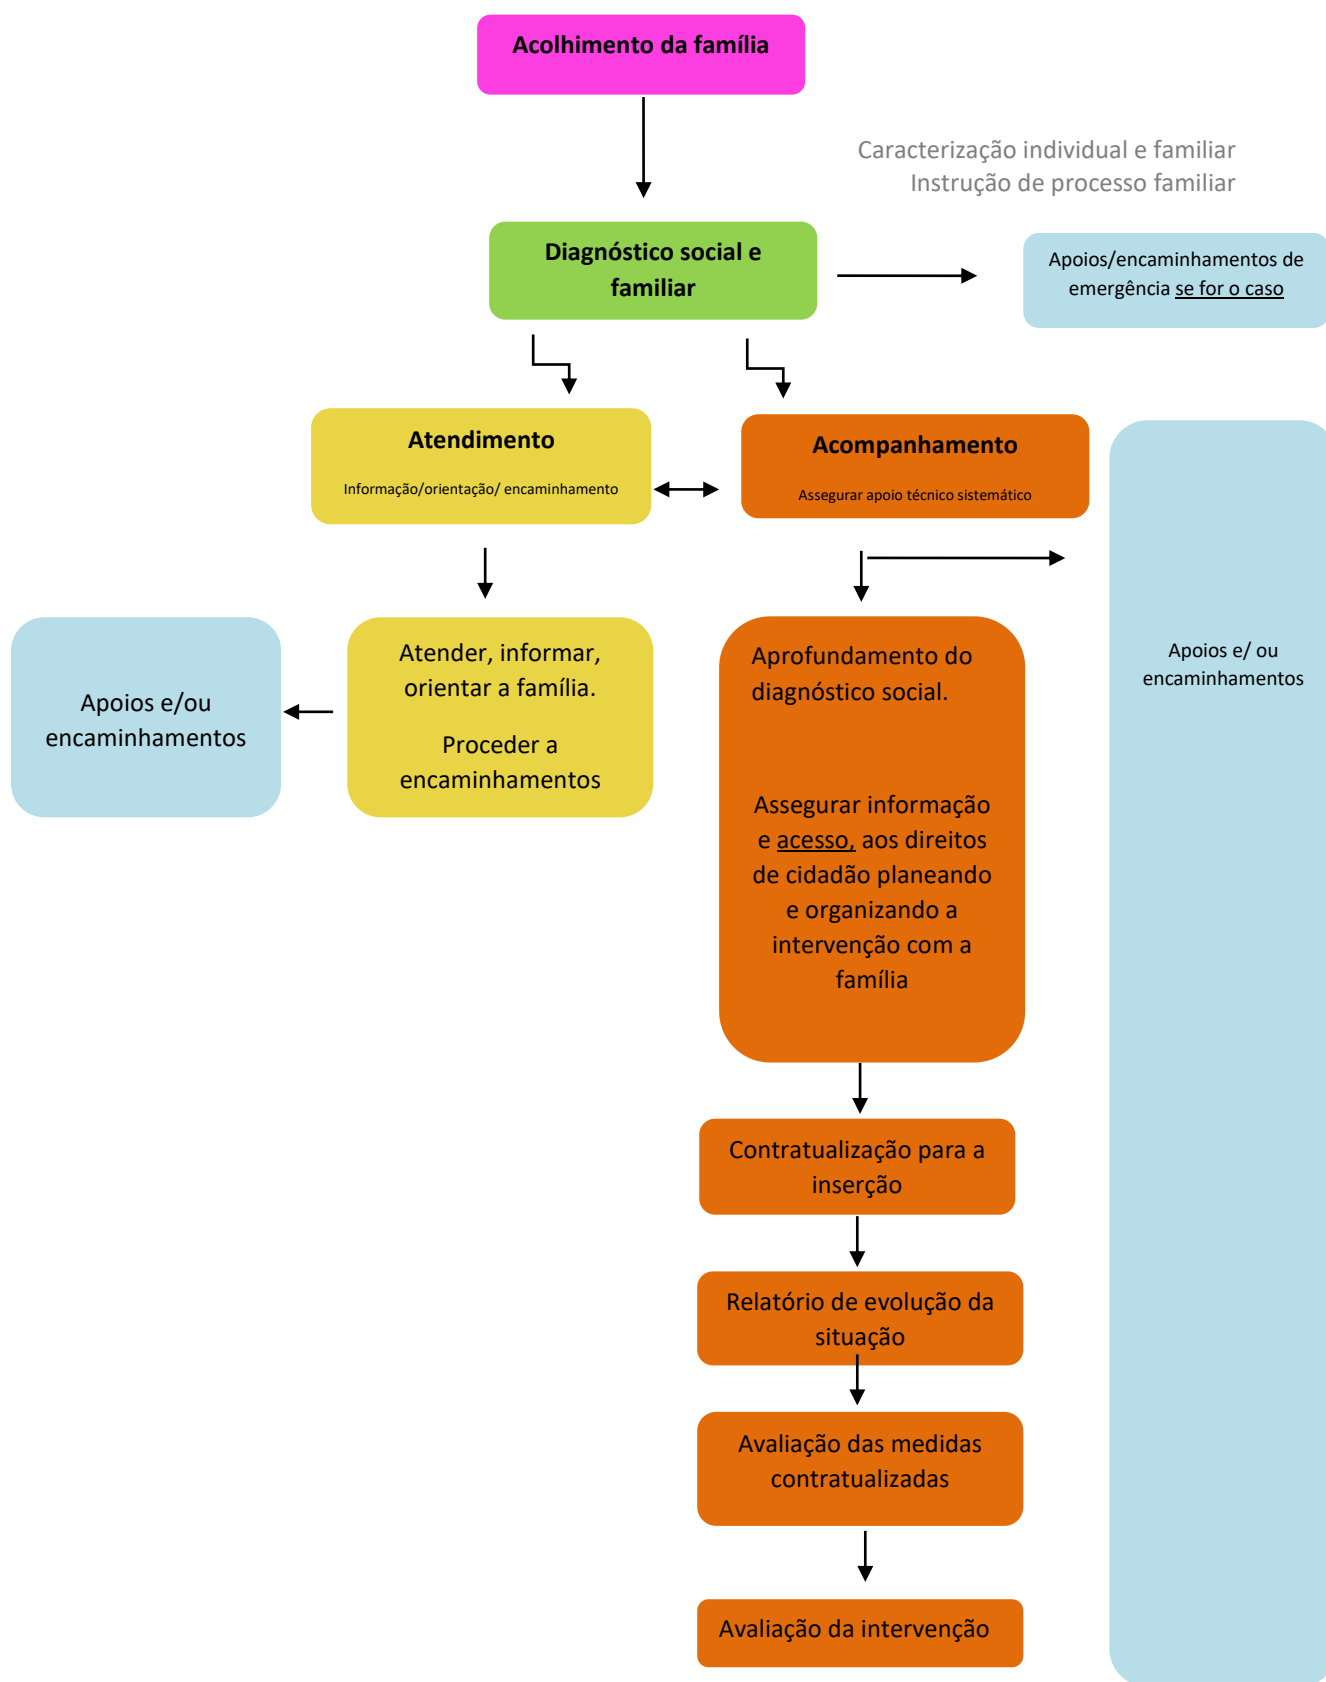 Acolhimento da família
Caracterização individual e familiar
Instrução de processo familiar
Diagnóstico social e
familiar
Apoios/encaminhamentos de
emergência se for o caso
Atendimento
Informação/orientação/ encaminhamento
Acompanhamento
Assegurar apoio técnico sistemático
Apoios e/ou
encaminhamentos
Atender, informar,
orientar a família.
Proceder a
encaminhamentos
Aprofundamento do
diagnóstico social.
Assegurar informação
e acesso, aos direitos
de cidadão planeando
e organizando a
intervenção com a
família
Apoios e/ ou
encaminhamentos
Contratualização para a
inserção
Relatório de evolução da
situação
Avaliação das medidas
contratualizadas
Avaliação da intervenção